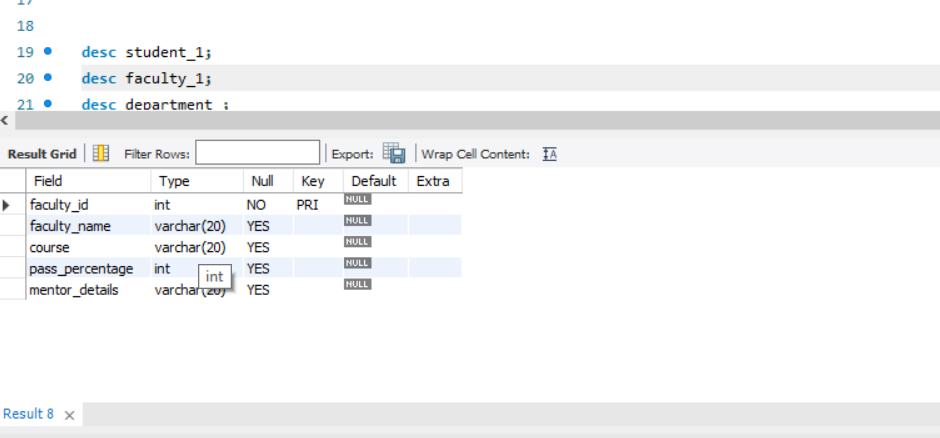 17
18
19 desc student_1;
20 desc faculty_1;
21 desc department ;
Result Grid Filter Rows: Export: Wrap Cell Content: IA
Field Type Null Key Default Extra
faculty_id int NO PRI NULL
faculty_name varchar(20) YES NULL
course varchar(20) YES NULL
pass_percentage int YES NULL
int
mentor_details varchar(20) YES NULL
Result 8 ×